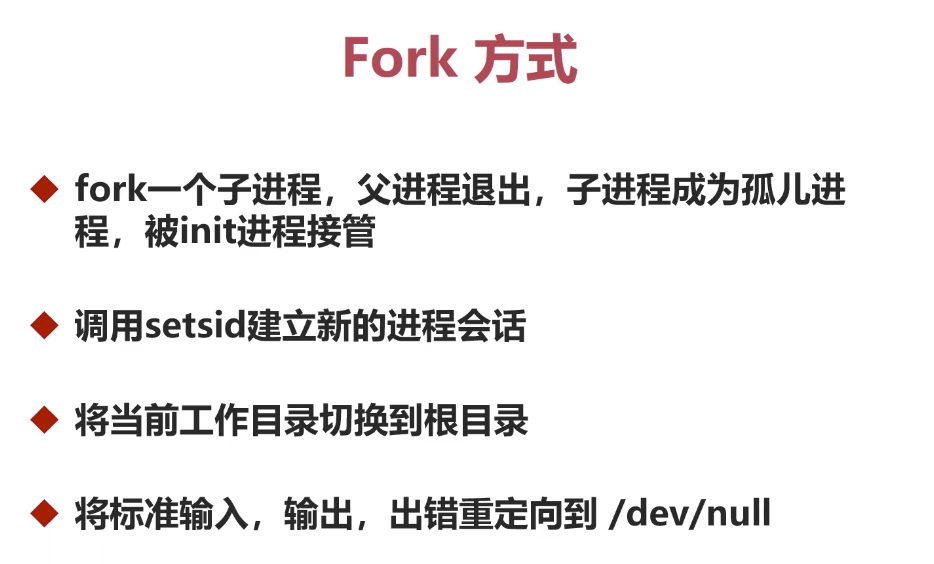 Fork 方式
fork一个子进程，父进程退出，子进程成为孤儿进
程，被init进程接管
调用setsid建立新的进程会话
将当前工作目录切换到根目录
将标准输入，输出，出错重定向到 /dev/null